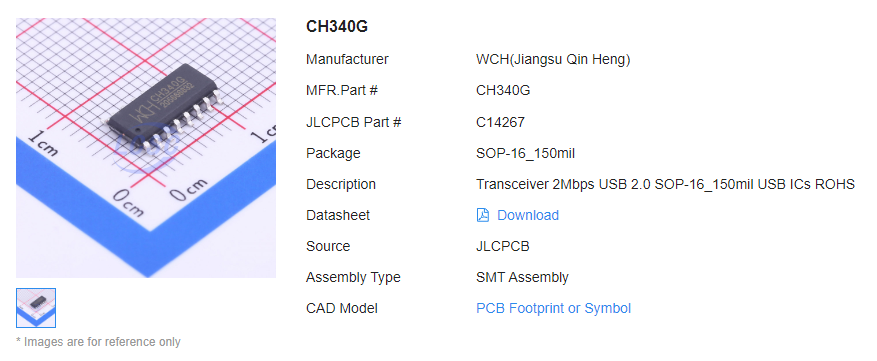 CH340G
Manufacturer WCH(Jiangsu Qin Heng)
MFR.Part # CH340G
JLCPCB Part # C14267
Package SOP-16_150mil
Description Transceiver 2Mbps USB 2.0 SOP-16_150mil USB ICs ROHS
Datasheet Download
Source JLCPCB
Assembly Type SMT Assembly
CAD Model PCB Footprint or Symbol
WCH CH340G
1 cm
1 cm
0 cm
0 cm
* Images are for reference only